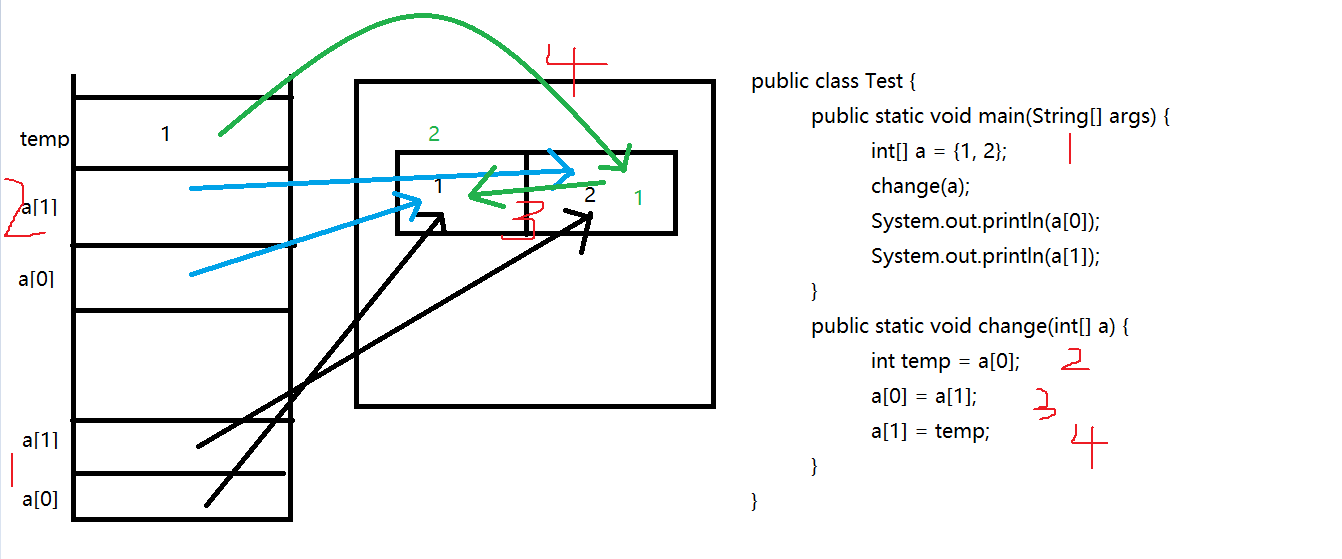 4
temp
1
2
1
2
1
2
a[1]
3
a[0]
a[1]
1
a[0]
public class Test {
public static void main(String[] args) {
int[] a = {1, 2}; 1
change(a);
System.out.println(a[0]);
System.out.println(a[1]);
}
public static void change(int[] a) {
int temp = a[0]; 2
a[0] = a[1]; 3
a[1] = temp; 4
}
}